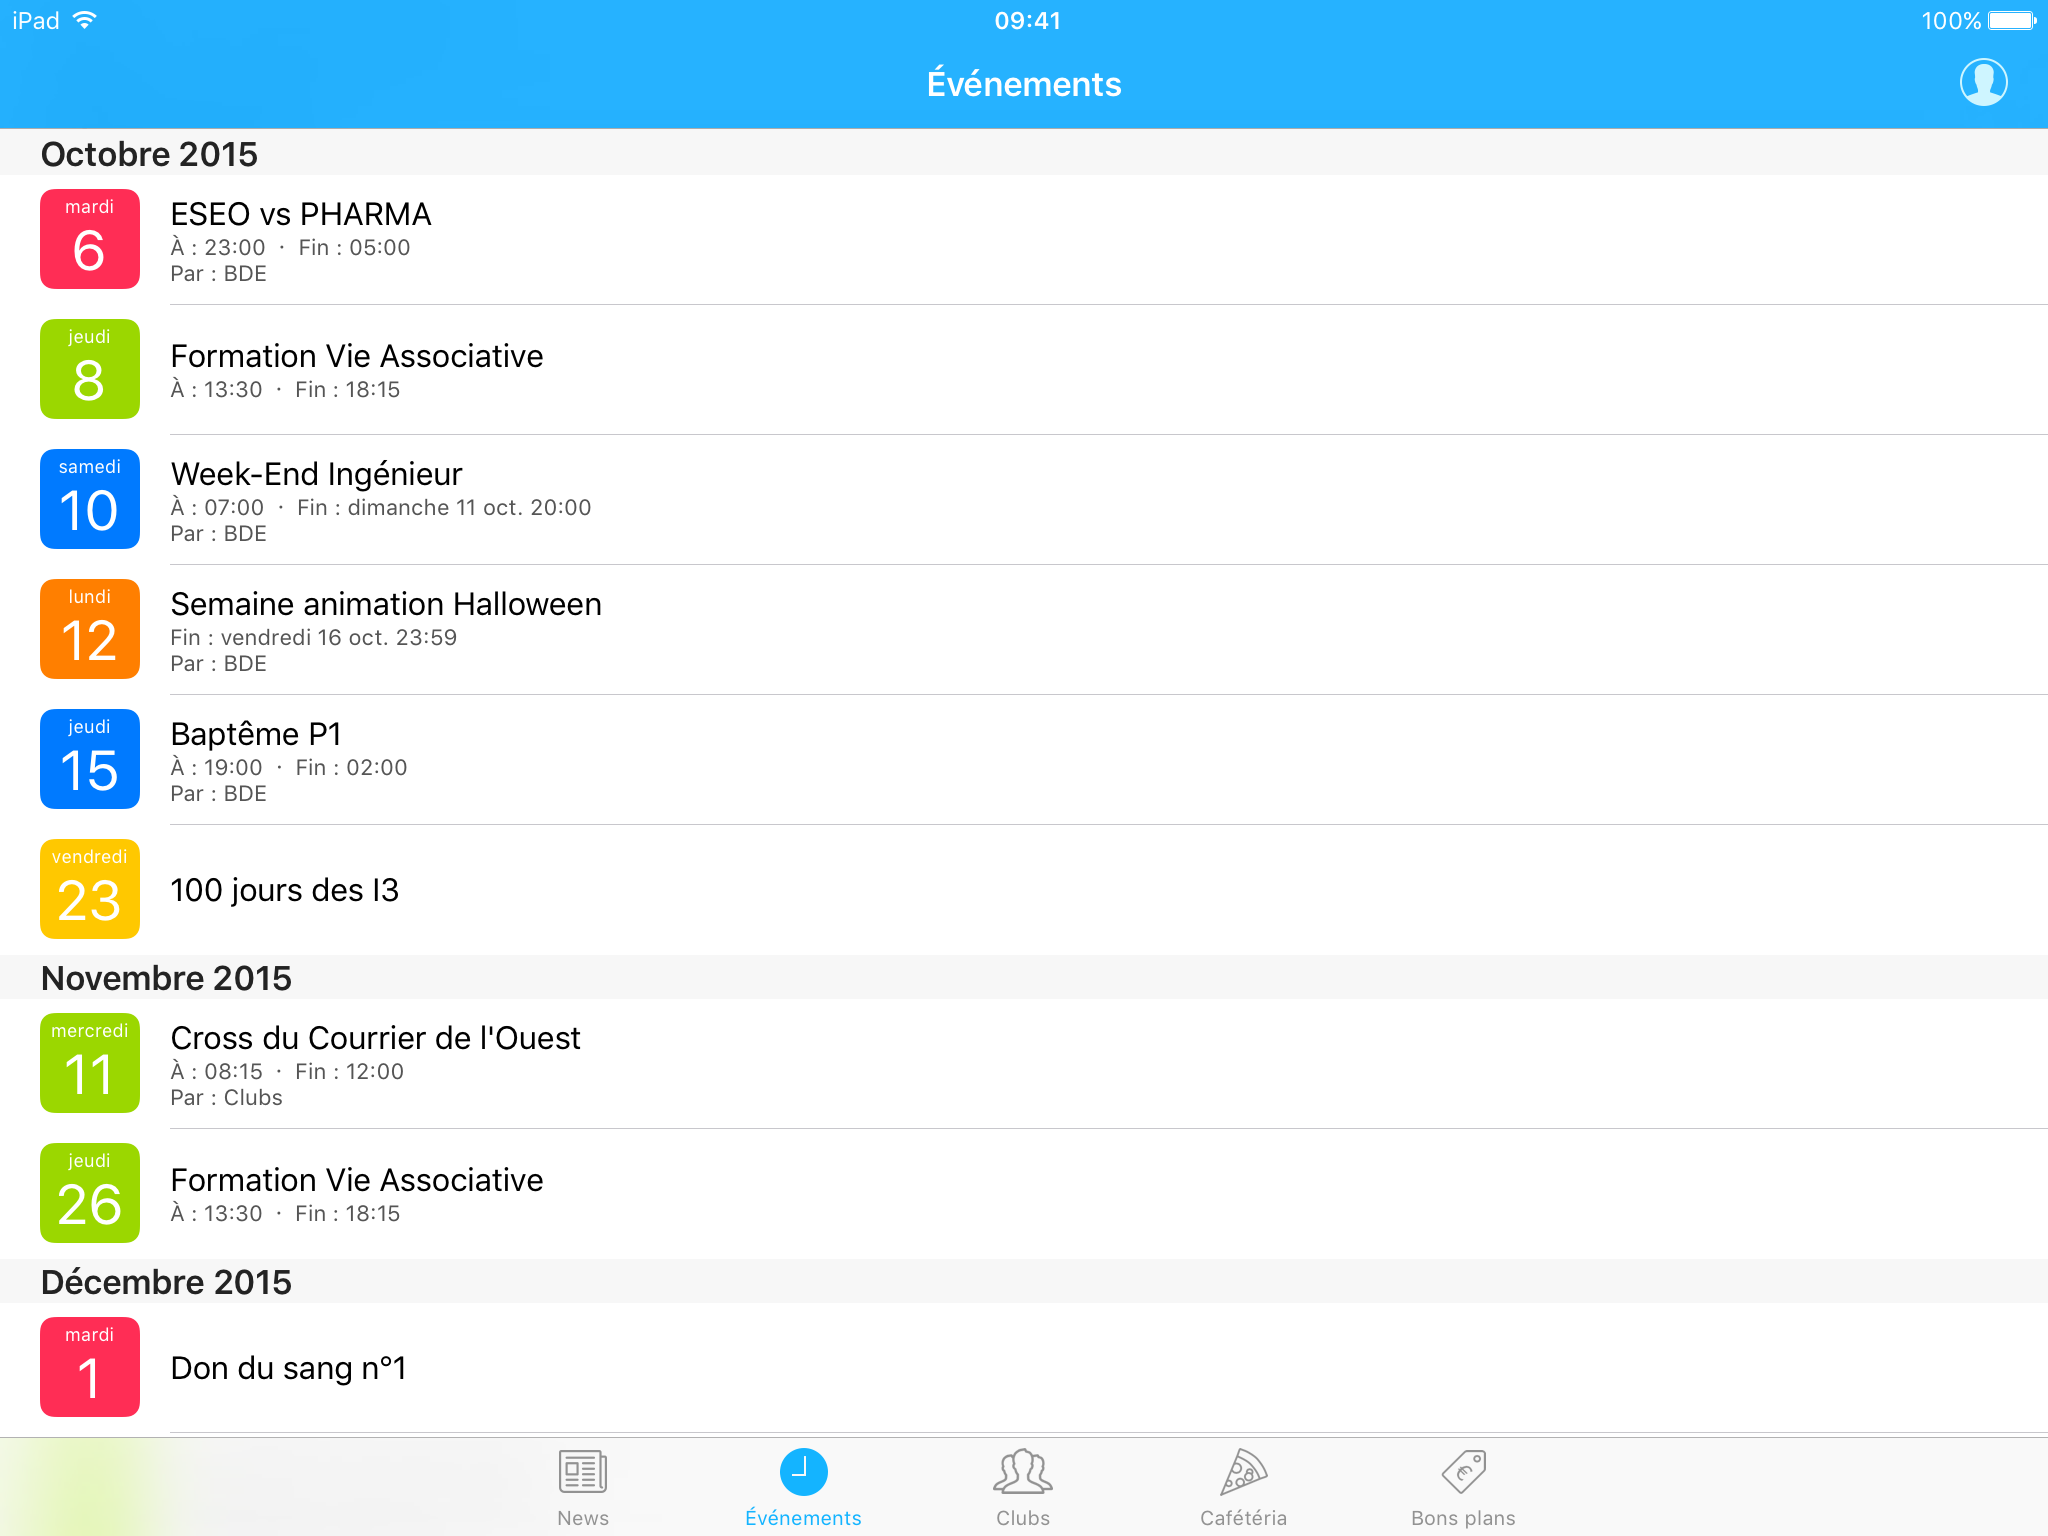 iPad 09:41 100%
Événements
Octobre 2015
mardi
6
ESEO vs PHARMA
À : 23:00 · Fin : 05:00
Par : BDE
jeudi
8
Formation Vie Associative
À : 13:30 · Fin : 18:15
samedi
10
Week-End Ingénieur
À : 07:00 · Fin : dimanche 11 oct. 20:00
Par : BDE
lundi
12
Semaine animation Halloween
Fin : vendredi 16 oct. 23:59
Par : BDE
jeudi
15
Baptême P1
À : 19:00 · Fin : 02:00
Par : BDE
vendredi
23
100 jours des I3
Novembre 2015
mercredi
11
Cross du Courrier de l'Ouest
À : 08:15 · Fin : 12:00
Par : Clubs
jeudi
26
Formation Vie Associative
À : 13:30 · Fin : 18:15
Décembre 2015
mardi
1
Don du sang n°1
News Événements Clubs Cafétéria Bons plans